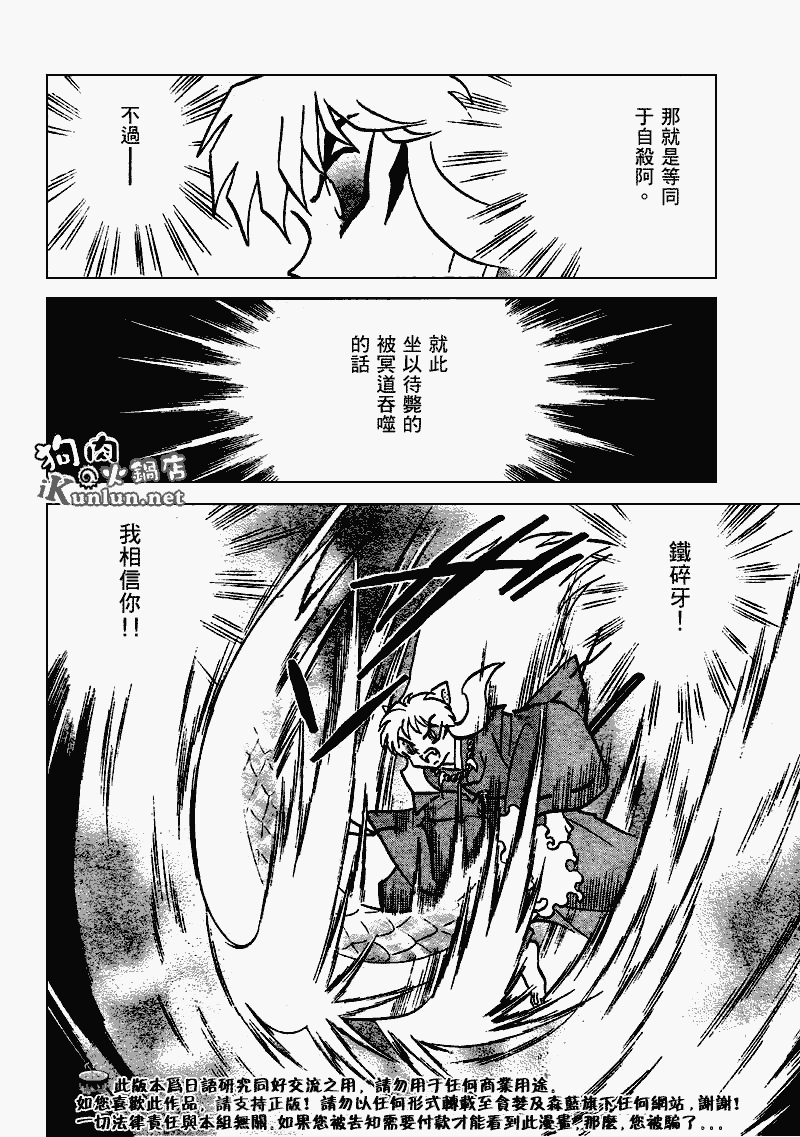 那就是等同
于自殺阿。
不過——
就此
坐以待斃的
被冥道吞噬
的話
狗肉の火鍋店
iKunlun.net
鐵碎牙！
我相信你!!
此版本爲日語研究同好交流之用，請勿用于任何商業用途。
如您喜歡此作品，請支持正版！請勿以任何形式轉載至貪婪及森藍旗下任何網站，謝謝！
一切法律責任與本組無關。如果您被告知需要付款才能看到此漫畫，那麼，您被騙了...